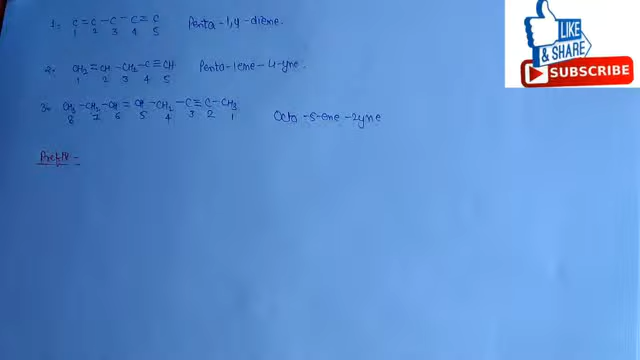 1. C = C - C - C = C Penta - 1,4 - diene.
1 2 3 4 5
2. CH2 = CH - CH2 - C ≡ CH Penta - 1ene - 4 - yne.
1 2 3 4 5
3. CH3 - CH2 - CH = CH - CH2 - C ≡ C - CH3
8 7 6 5 4 3 2 1
Octa - 5 - ene - 2yne
Prefix -
LIKE
& SHARE
SUBSCRIBE